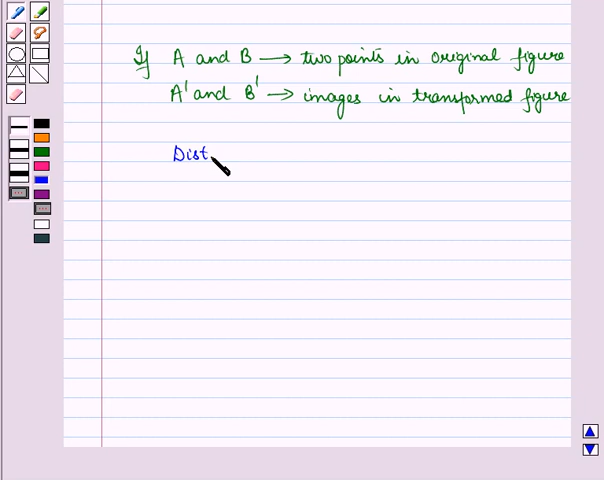 If A and B → two points in original figure
A' and B' → images in transformed figure
Dist